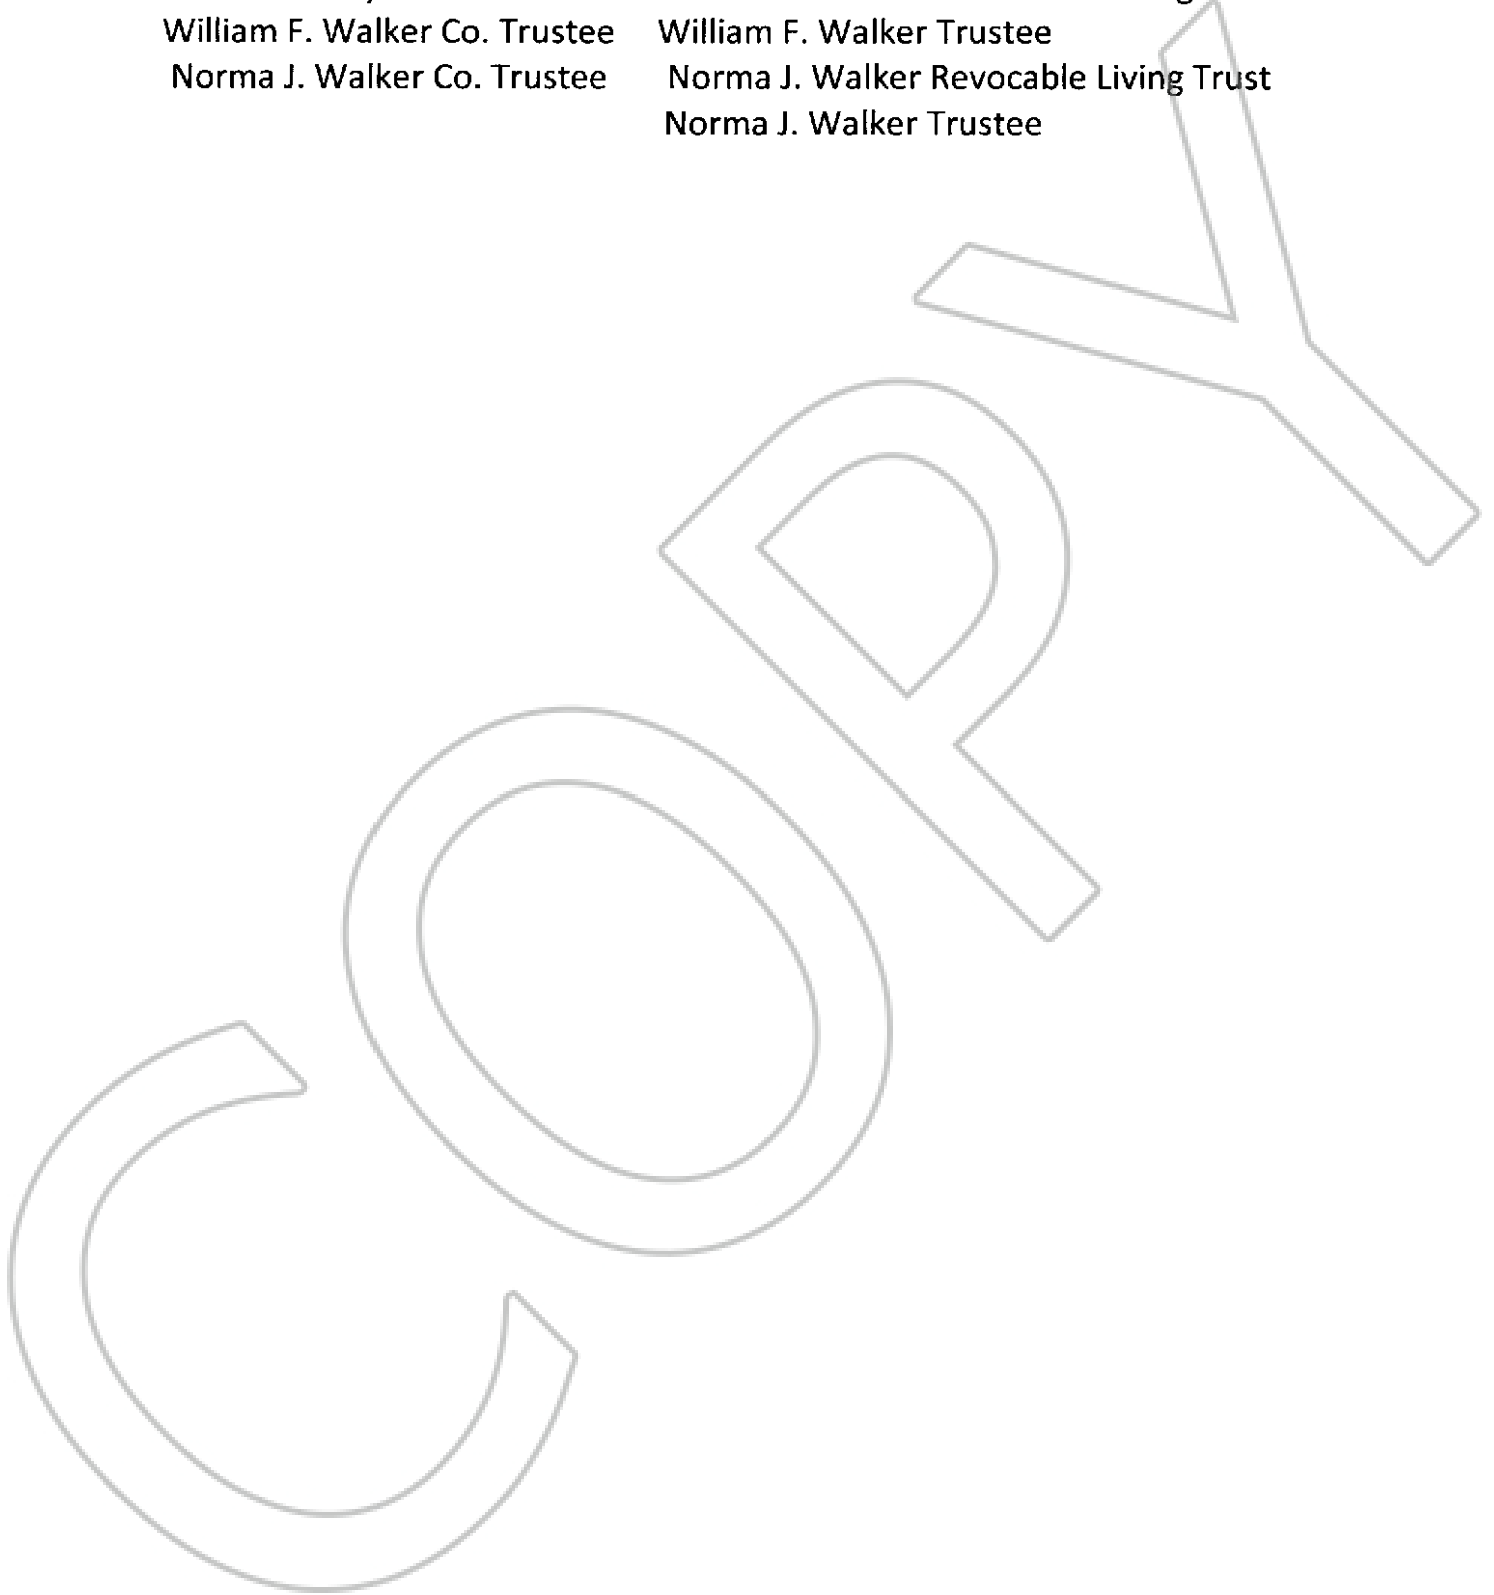 William F. Walker Co. Trustee William F. Walker Trustee
Norma J. Walker Co. Trustee Norma J. Walker Revocable Living Trust
Norma J. Walker Trustee
COPY